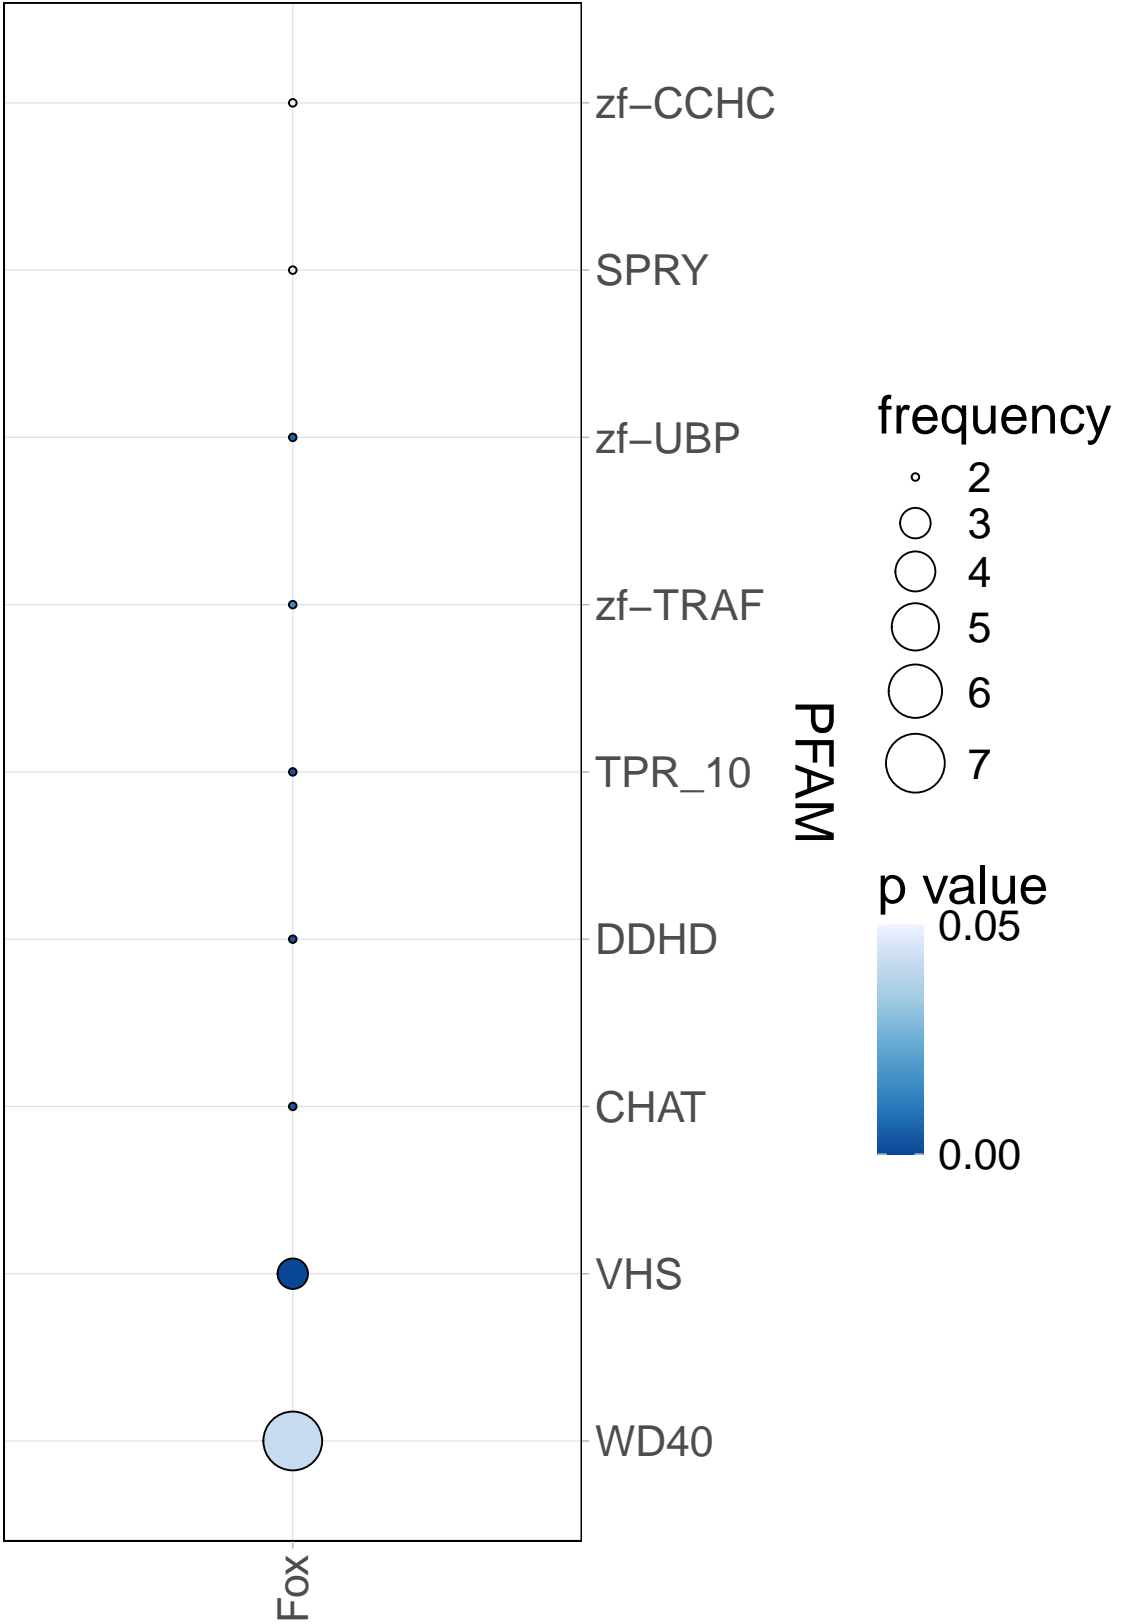 zf−CCHC
SPRY
zf−UBP
zf−TRAF
TPR_10
DDHD
CHAT
VHS
WD40
Fox
PFAM
frequency
2
3
4
5
6
7
p value
0.05
0.00